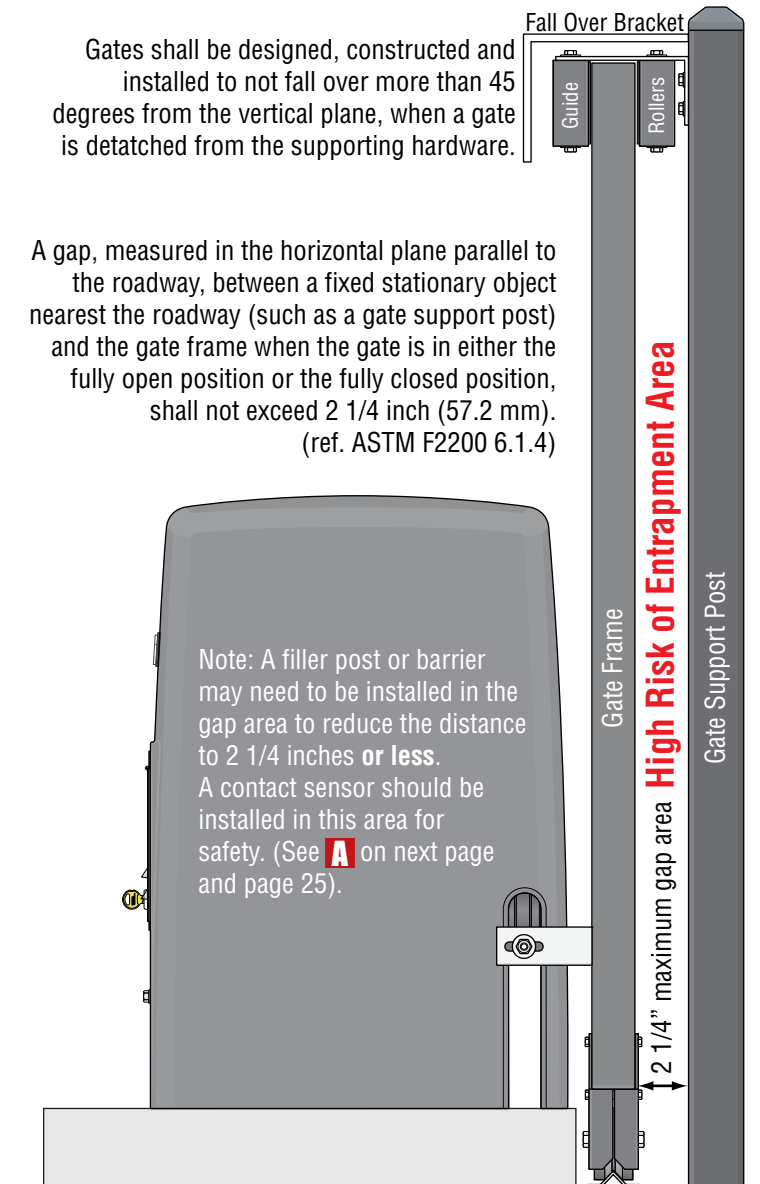 Fall Over Bracket
Gates shall be designed, constructed and
installed to not fall over more than 45
degrees from the vertical plane, when a gate
is detatched from the supporting hardware.
Guide
Rollers
A gap, measured in the horizontal plane parallel to
the roadway, between a fixed stationary object
nearest the roadway (such as a gate support post)
and the gate frame when the gate is in either the
fully open position or the fully closed position,
shall not exceed 2 1/4 inch (57.2 mm).
(ref. ASTM F2200 6.1.4)
Note: A filler post or barrier
may need to be installed in the
gap area to reduce the distance
to 2 1/4 inches or less.
A contact sensor should be
installed in this area for
safety. (See A on next page
and page 25).
Gate Frame
2 1/4” maximum gap area High Risk of Entrapment Area
Gate Support Post